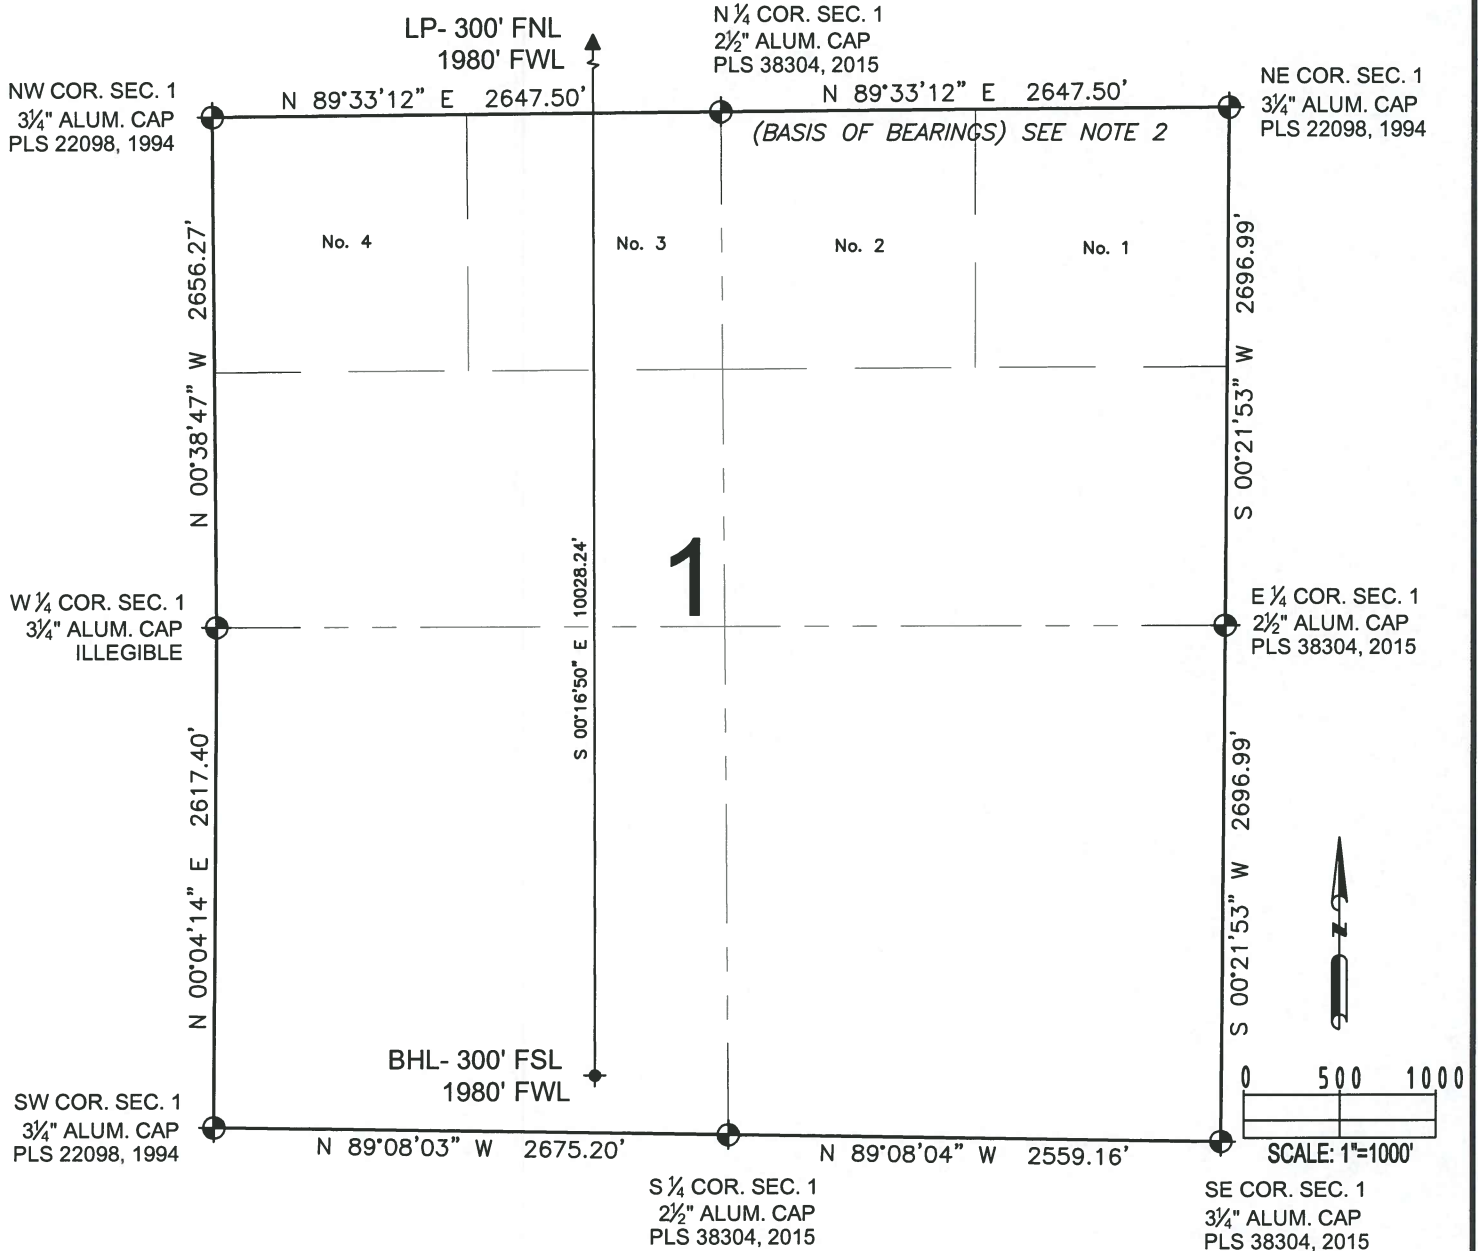 LP- 300' FNL
1980' FWL
N ¼ COR. SEC. 1
2½" ALUM. CAP
PLS 38304, 2015
NW COR. SEC. 1
3¼" ALUM. CAP
PLS 22098, 1994
N 89°33'12" E 2647.50'
N 89°33'12" E 2647.50'
(BASIS OF BEARINGS) SEE NOTE 2
NE COR. SEC. 1
3¼" ALUM. CAP
PLS 22098, 1994
No. 4
No. 3
No. 2
No. 1
N 00°38'47" W 2656.27'
S 00°21'53" W 2696.99'
S 00°16'50" E 10028.24'
1
W ¼ COR. SEC. 1
3¼" ALUM. CAP
ILLEGIBLE
E ¼ COR. SEC. 1
2½" ALUM. CAP
PLS 38304, 2015
N 00°04'14" E 2617.40'
S 00°21'53" W 2696.99'
N
BHL- 300' FSL
1980' FWL
0 500 1000
SCALE: 1"=1000'
SW COR. SEC. 1
3¼" ALUM. CAP
PLS 22098, 1994
N 89°08'03" W 2675.20'
N 89°08'04" W 2559.16'
S ¼ COR. SEC. 1
2½" ALUM. CAP
PLS 38304, 2015
SE COR. SEC. 1
3¼" ALUM. CAP
PLS 38304, 2015